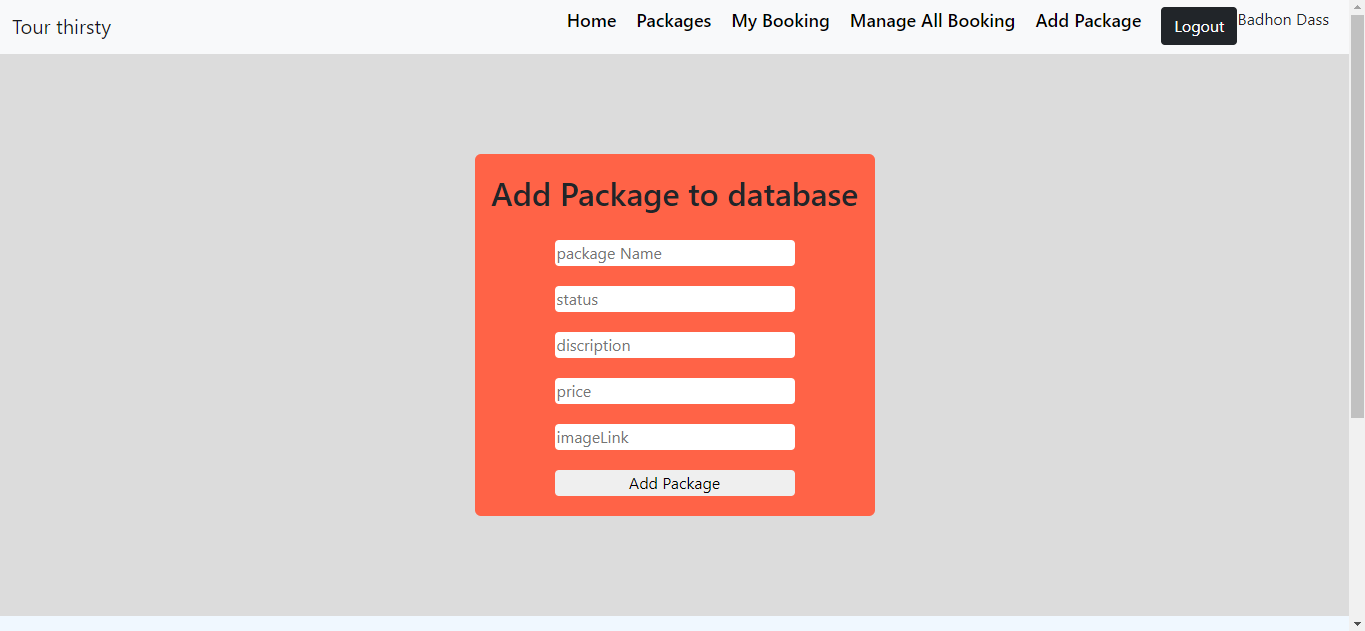 Tour thirsty
Home Packages My Booking Manage All Booking Add Package Logout Badhon Dass
Add Package to database
package Name
status
discription
price
imageLink
Add Package